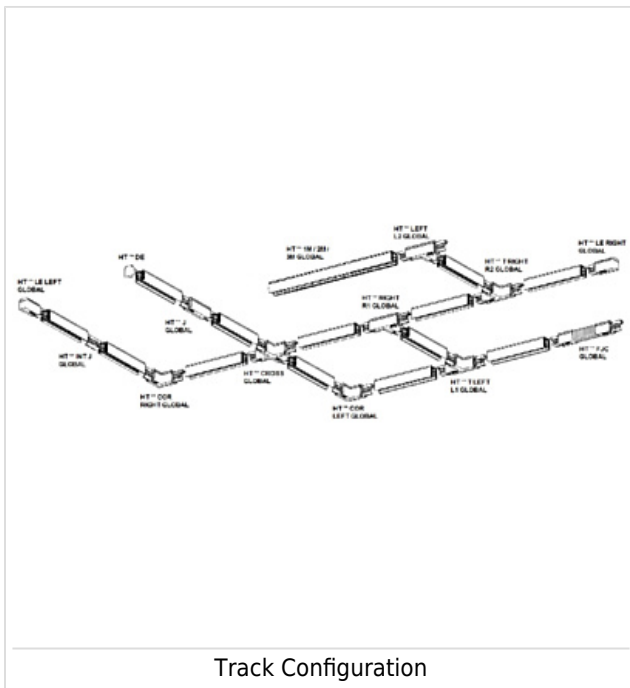 HT™ LEFT
L2 GLOBAL
HT™ 1M / 2M /
3M GLOBAL
HT™ LE RIGHT
GLOBAL
HT™ DE
HT™ T RIGHT
R2 GLOBAL
HT™ LE LEFT
GLOBAL
HT™ RIGHT
R1 GLOBAL
HT™ J
GLOBAL
HT™ INT J
GLOBAL
HT™ FJC
GLOBAL
HT™ CROSS
GLOBAL
HT™ T LEFT
L1 GLOBAL
HT™ COR
RIGHT GLOBAL
HT™ COR
LEFT GLOBAL
Track Configuration